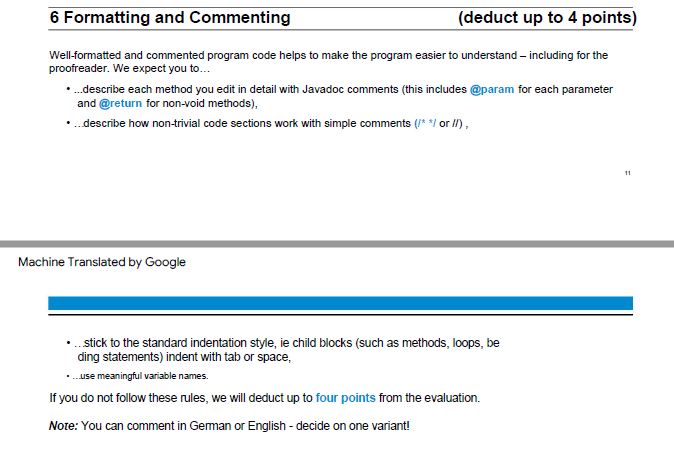 6 Formatting and Commenting (deduct up to 4 points)
Well-formatted and commented program code helps to make the program easier to understand – including for the
proofreader. We expect you to…
• ...describe each method you edit in detail with Javadoc comments (this includes @param for each parameter
and @return for non-void methods),
• …describe how non-trivial code sections work with simple comments (/* */ or //) ,
11
Machine Translated by Google
• …stick to the standard indentation style, ie child blocks (such as methods, loops, be
ding statements) indent with tab or space,
• ...use meaningful variable names.
If you do not follow these rules, we will deduct up to four points from the evaluation.
Note: You can comment in German or English - decide on one variant!